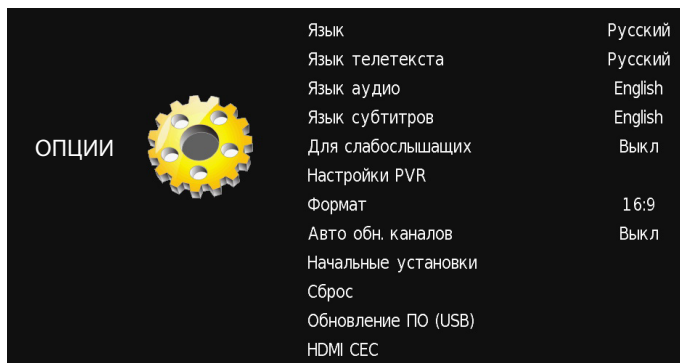 ОПЦИИ
Язык Русский
Язык телетекста Русский
Язык аудио English
Язык субтитров English
Для слабослышащих Выкл
Настройки PVR
Формат 16:9
Авто обн. каналов Выкл
Начальные установки
Сброс
Обновление ПО (USB)
HDMI CEC